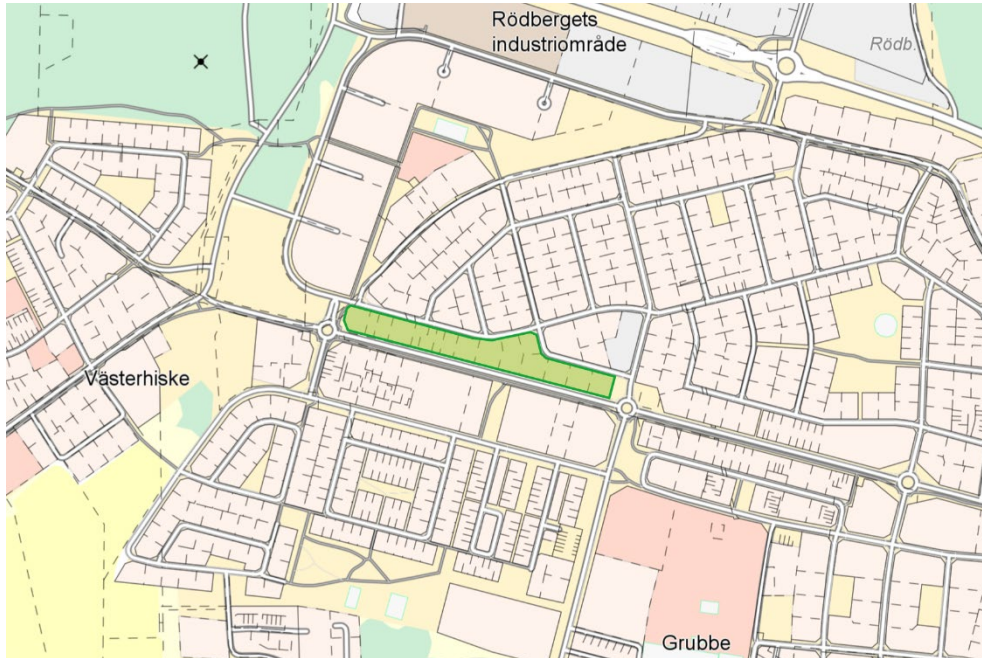 Rödbergets
industriområde
Rödb.
Västerhiske
Grubbe